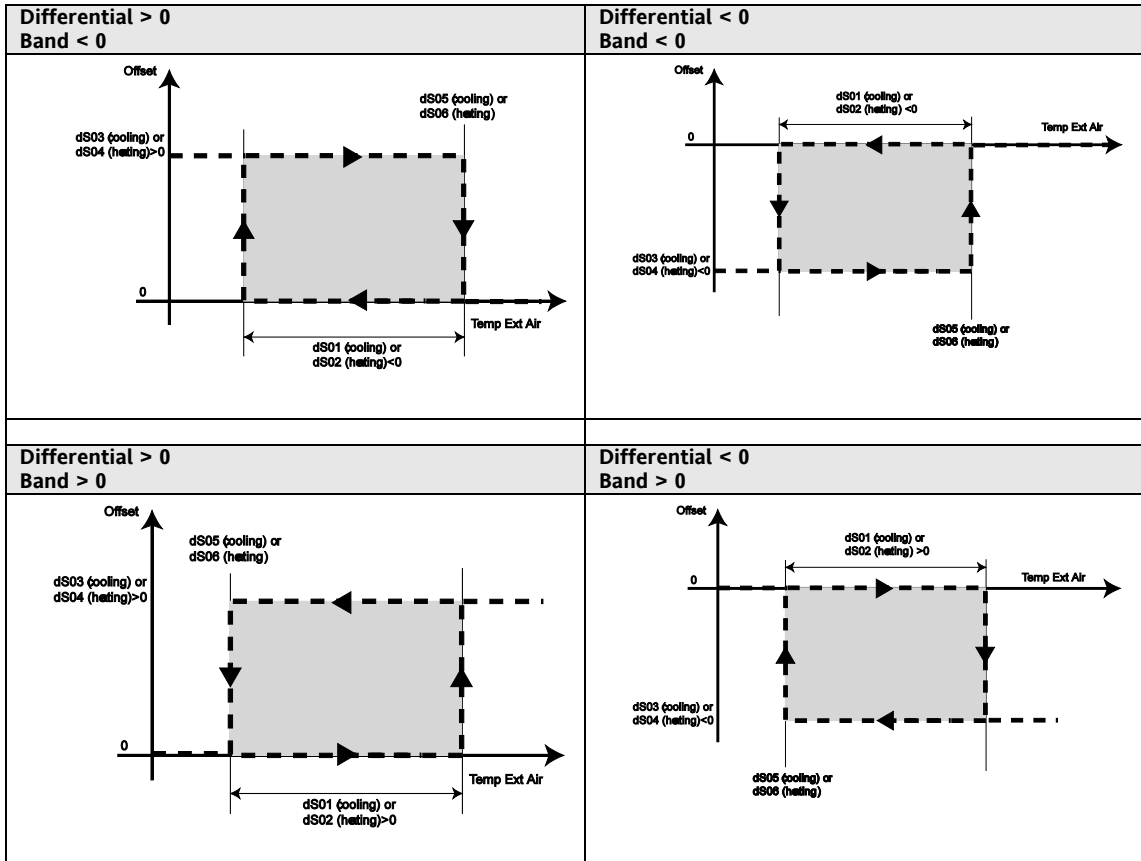 Differential > 0
Band < 0
Differential < 0
Band < 0
Offset
dS05 (cooling) or
dS06 (heating)
dS03 (cooling) or
dS04 (heating)>0
0
Temp Ext Air
dS01 (cooling) or
dS02 (heating)<0
Offset
dS01 (cooling) or
dS02 (heating) <0
0
Temp Ext Air
dS03 (cooling) or
dS04 (heating)<0
dS05 (cooling) or
dS06 (heating)
Differential > 0
Band > 0
Differential < 0
Band > 0
Offset
dS05 (cooling) or
dS06 (heating)
dS03 (cooling) or
dS04 (heating)>0
0
Temp Ext Air
dS01 (cooling) or
dS02 (heating)>0
Offset
dS01 (cooling) or
dS02 (heating) >0
0
Temp Ext Air
dS03 (cooling) or
dS04 (heating)<0
dS05 (cooling) or
dS06 (heating)